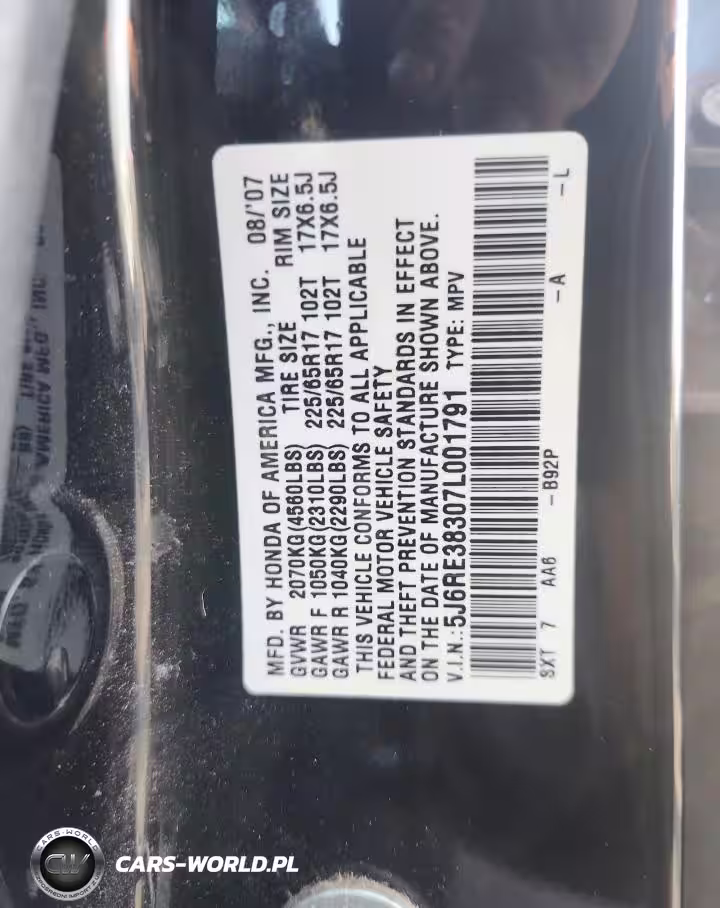 MFD. BY HONDA OF AMERICA MFG., INC. 08/'07
GVWR 2070KG(4560LBS) TIRE SIZE RIM SIZE
GAWR F 1050KG(2310LBS) 225/65R17 102T 17X6.5J
GAWR R 1040KG(2290LBS) 225/65R17 102T 17X6.5J
THIS VEHICLE CONFORMS TO ALL APPLICABLE
FEDERAL MOTOR VEHICLE SAFETY
AND THEFT PREVENTION STANDARDS IN EFFECT
ON THE DATE OF MANUFACTURE SHOWN ABOVE.
V.I.N.: 5J6RE38307L001791 TYPE: MPV
SXT 7 AA6 -B92P -A -L
CARS-WORLD
CW
CARS-WORLD.PL